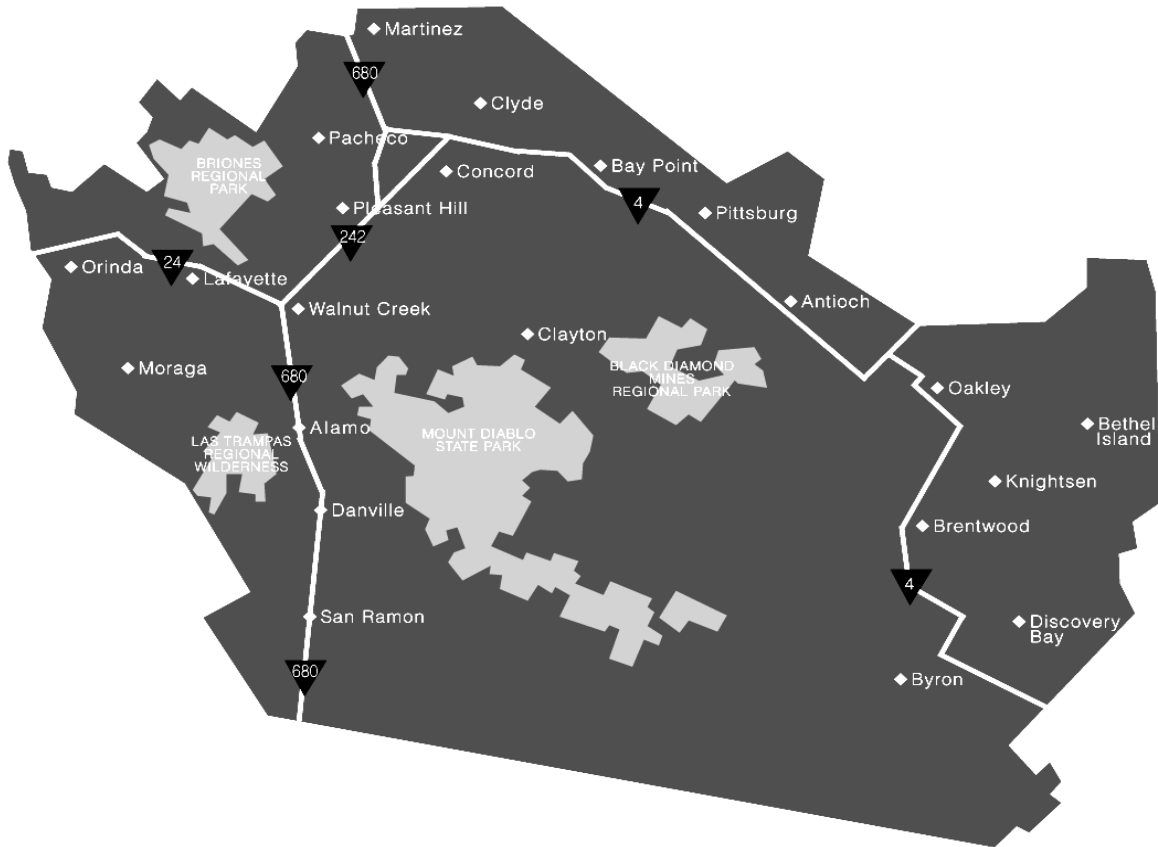 Martinez
680
Clyde
Pacheco
BRIONES
REGIONAL
PARK
Concord
Bay Point
4
Pleasant Hill
Pittsburg
242
24
Orinda
Lafayette
Walnut Creek
Antioch
Clayton
Moraga
680
BLACK DIAMOND
MINES
REGIONAL PARK
Oakley
Alamo
Bethel
Island
LAS TRAMPAS
REGIONAL
WILDERNESS
MOUNT DIABLO
STATE PARK
Knightsen
Danville
Brentwood
4
San Ramon
Discovery
Bay
680
Byron